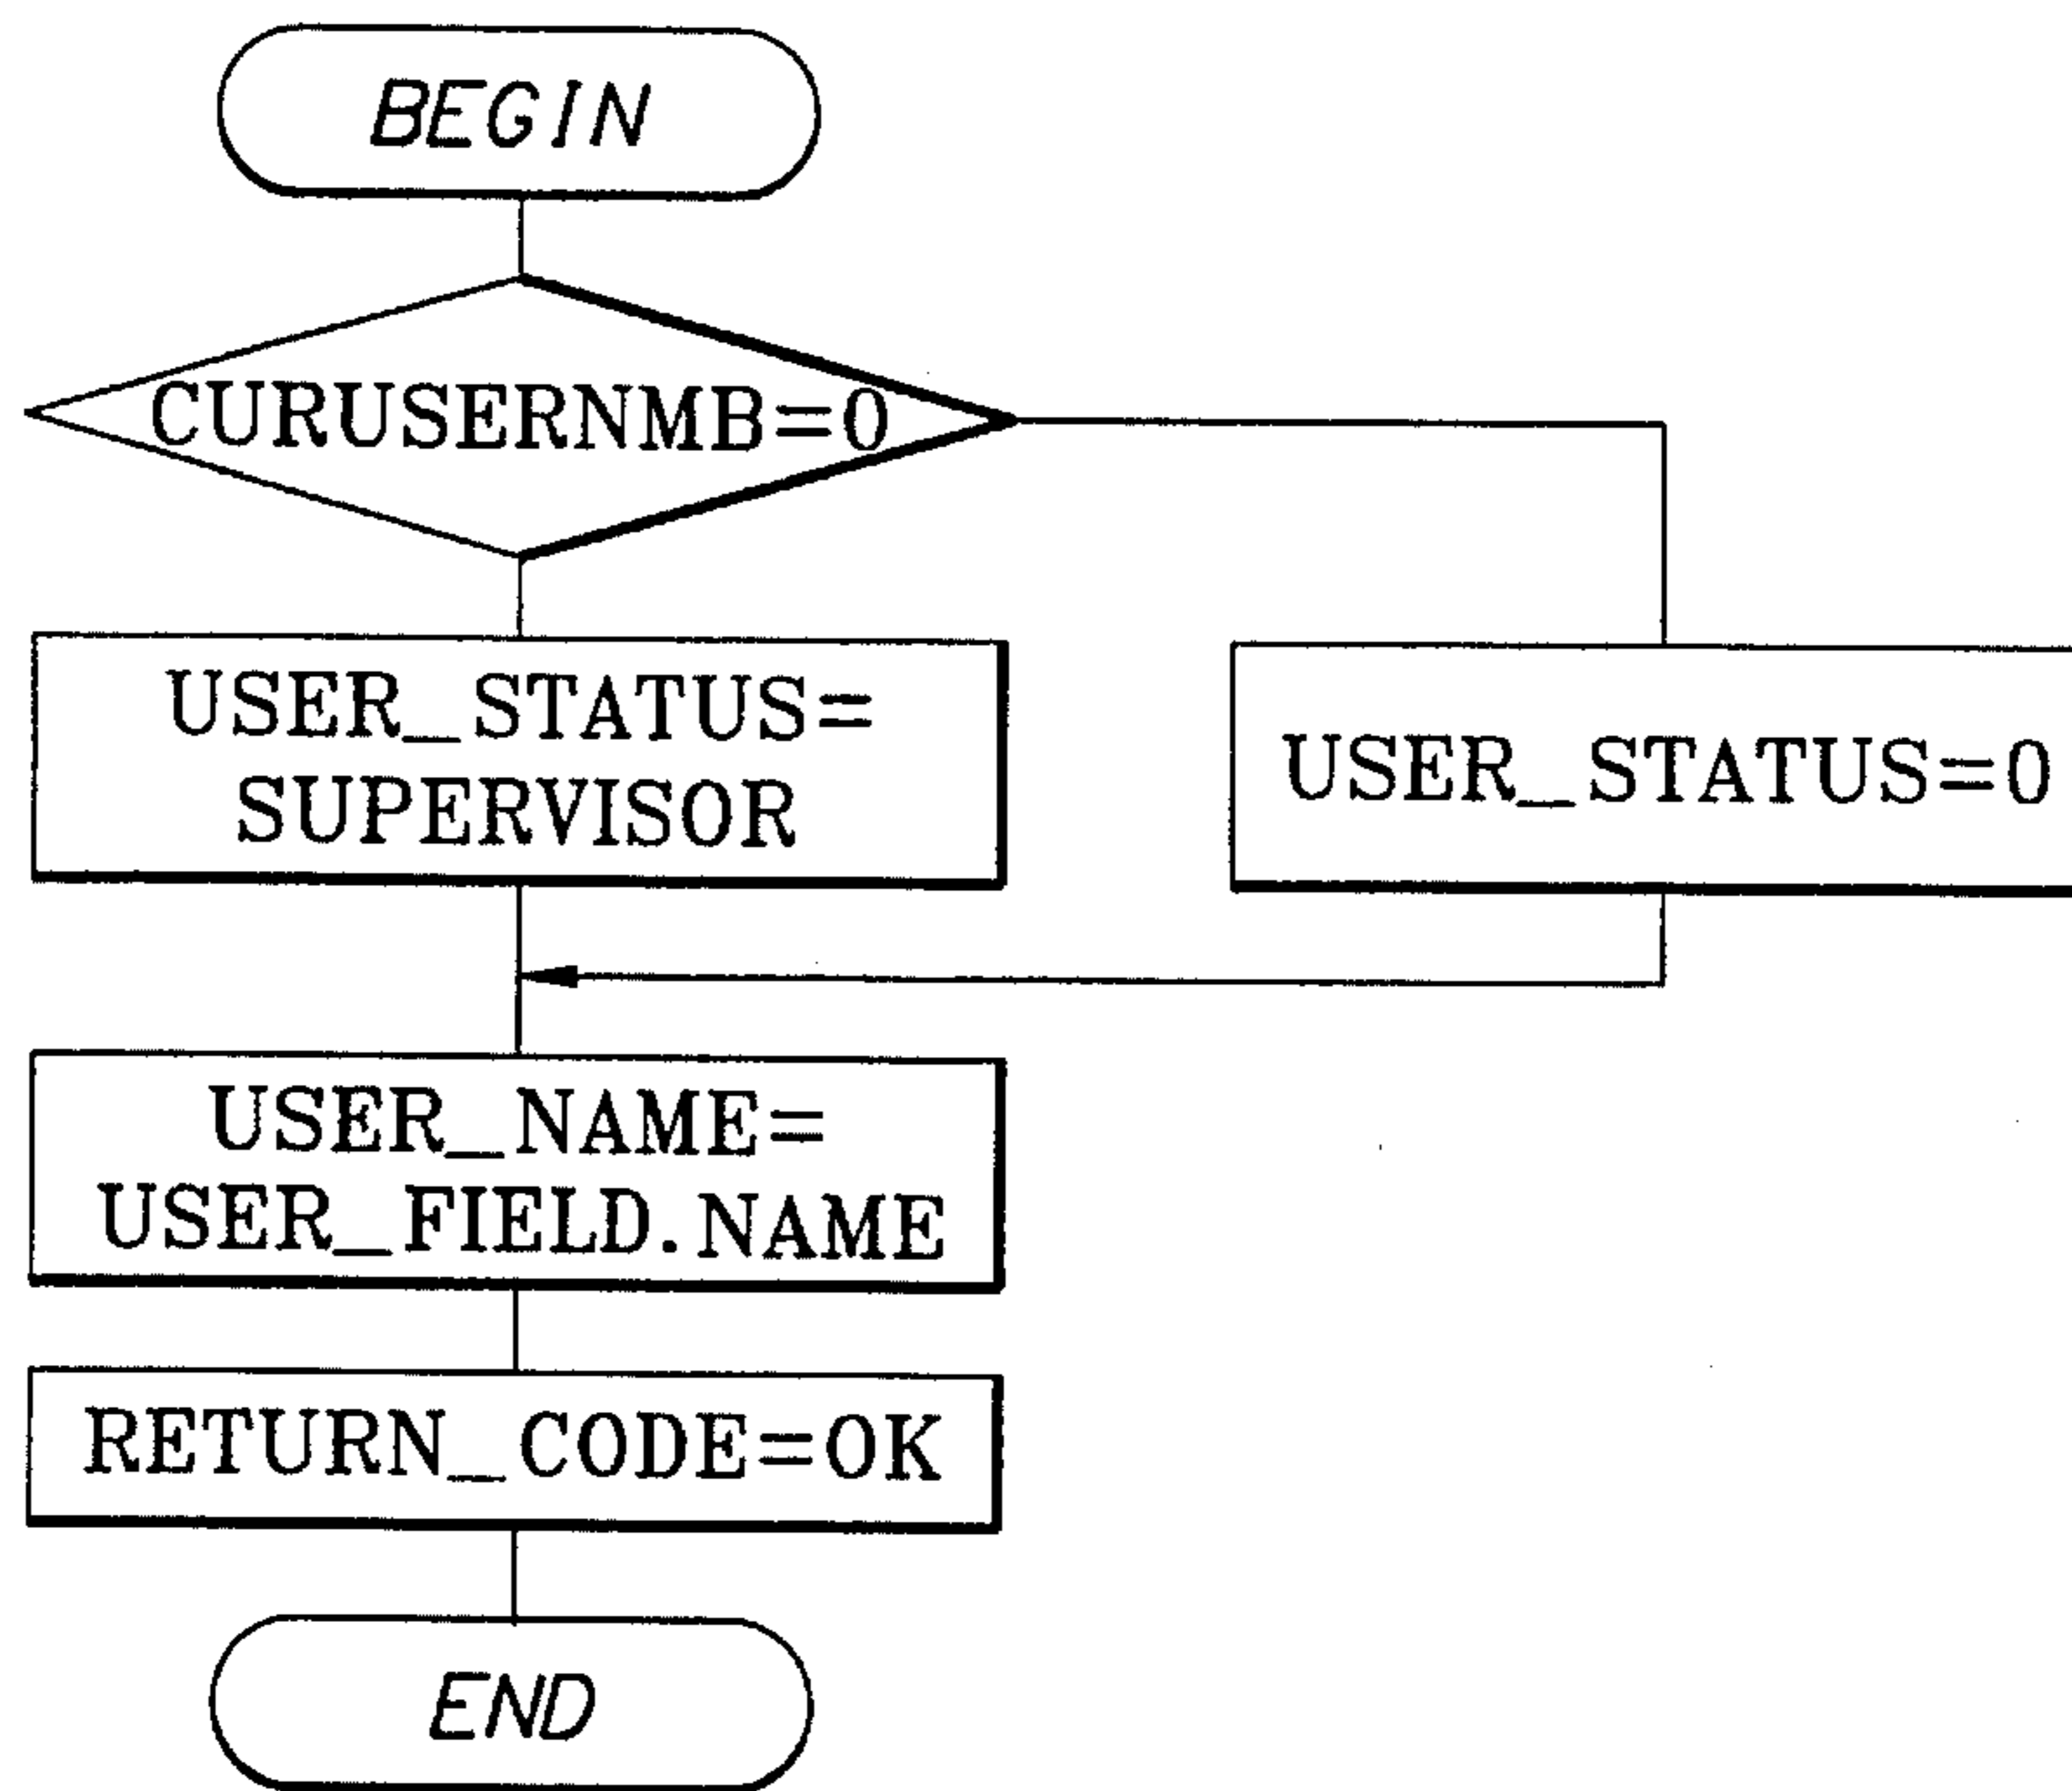 BEGIN
CURUSERNMB=0
USER_STATUS=
SUPERVISOR
USER_STATUS=0
USER_NAME=
USER_FIELD.NAME
RETURN_CODE=OK
END